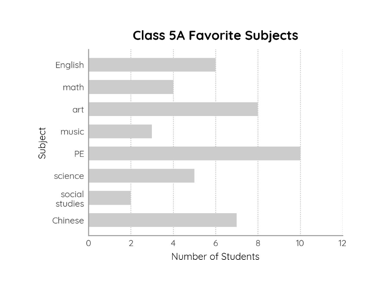 Class 5A Favorite Subjects
English
math
art
music
PE
science
social
studies
Chinese
Subject
0 2 4 6 8 10 12
Number of Students